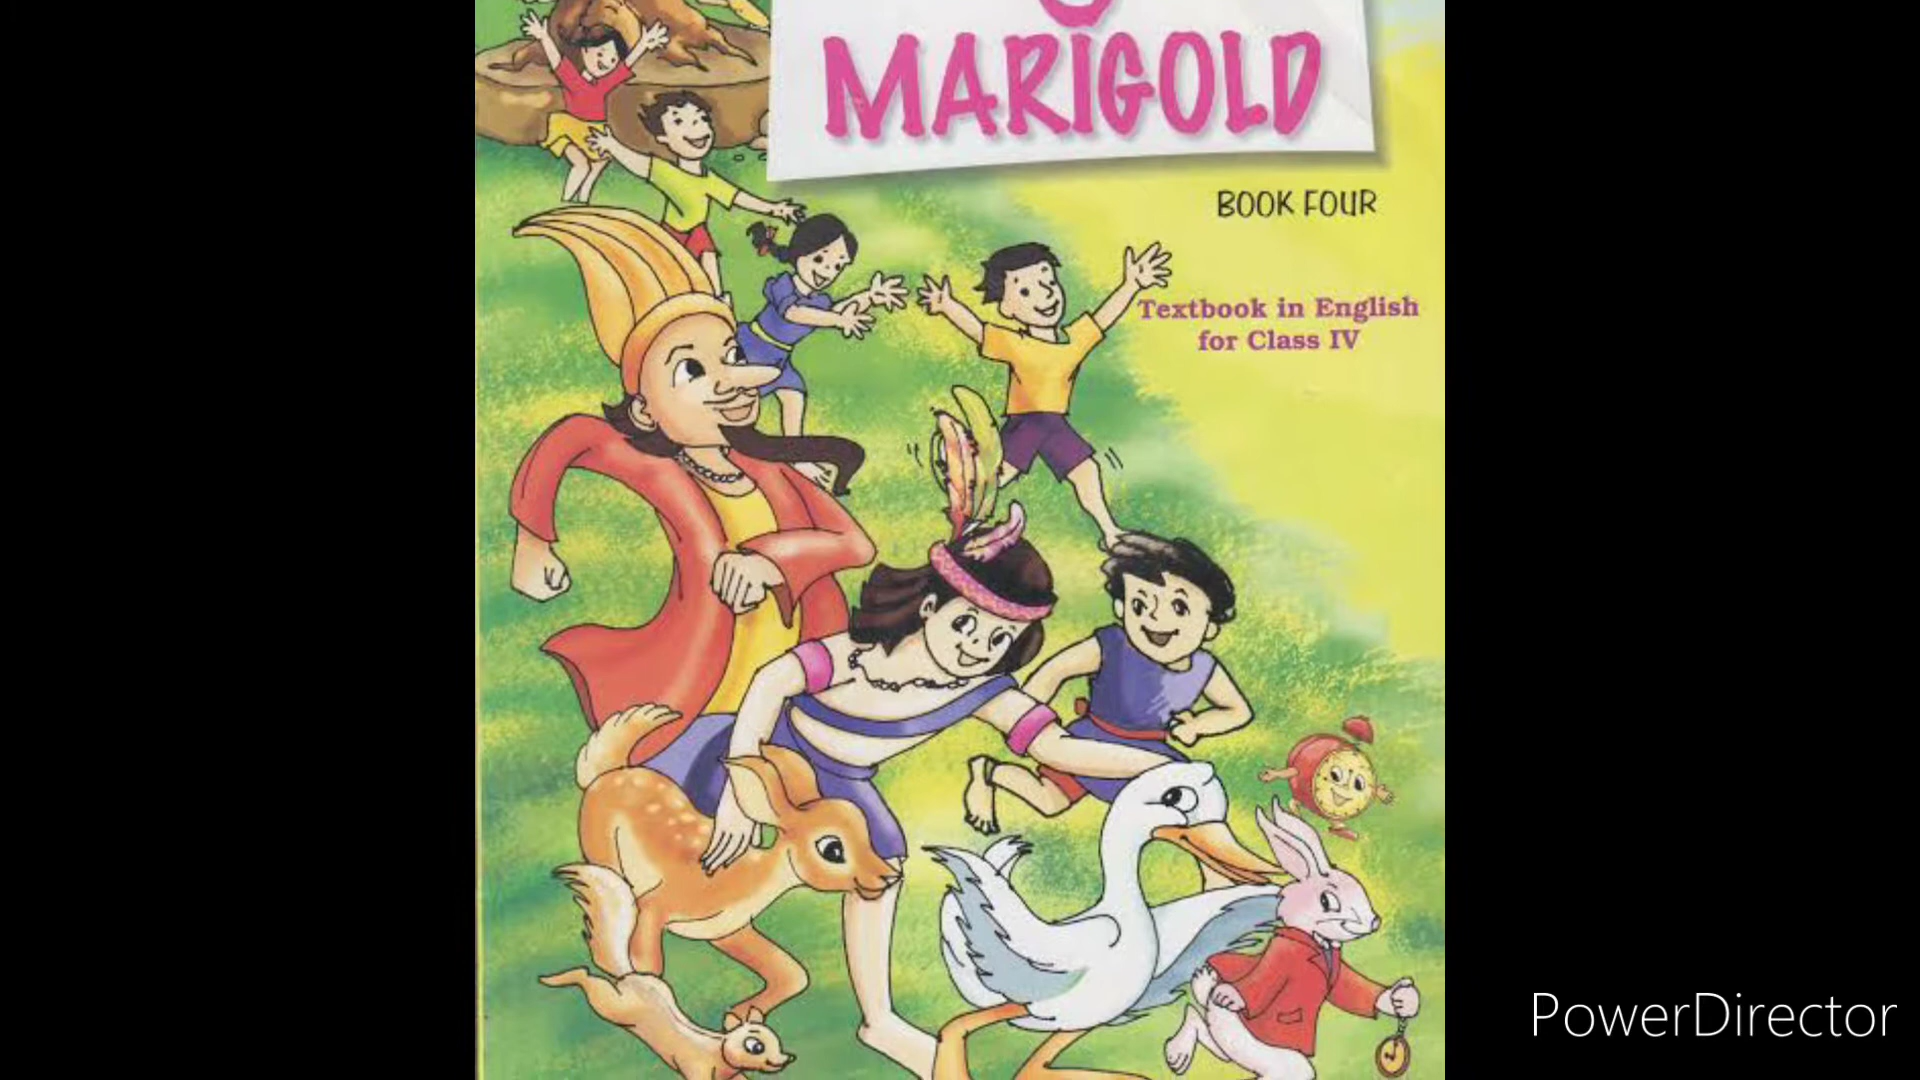 MARIGOLD
BOOK FOUR
Textbook in English
for Class IV
PowerDirector